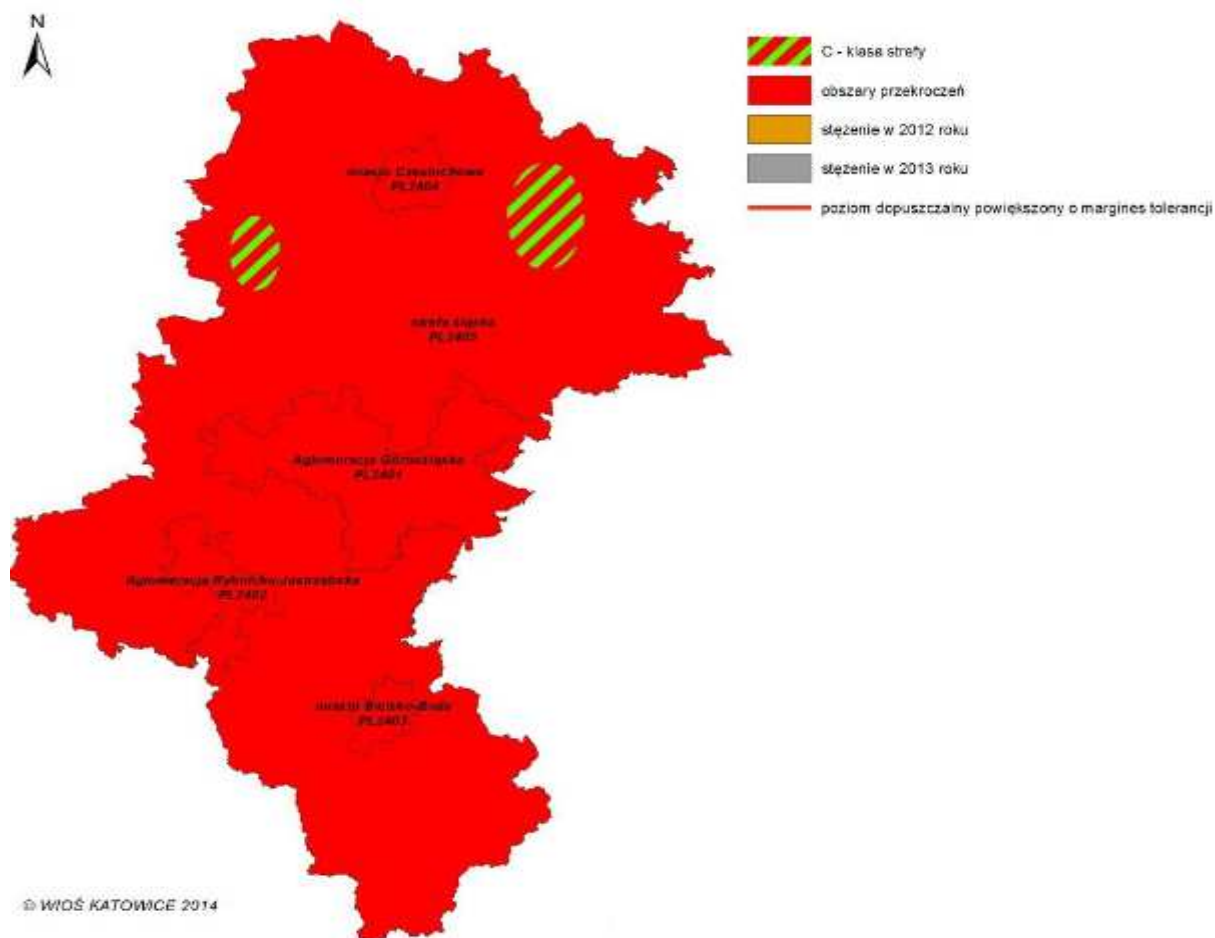 N
C - klasa strefy
obszary przekroczeń
stężenie w 2012 roku
stężenie w 2013 roku
poziom dopuszczalny powiększony o margines tolerancji
miasto Częstochowa
PL2404
strefa śląska
PL2405
Aglomeracja Górnośląska
PL2401
Aglomeracja Rybnicko-Jastrzębska
PL2402
miasto Bielsko-Biała
PL2403
© WIOŚ KATOWICE 2014